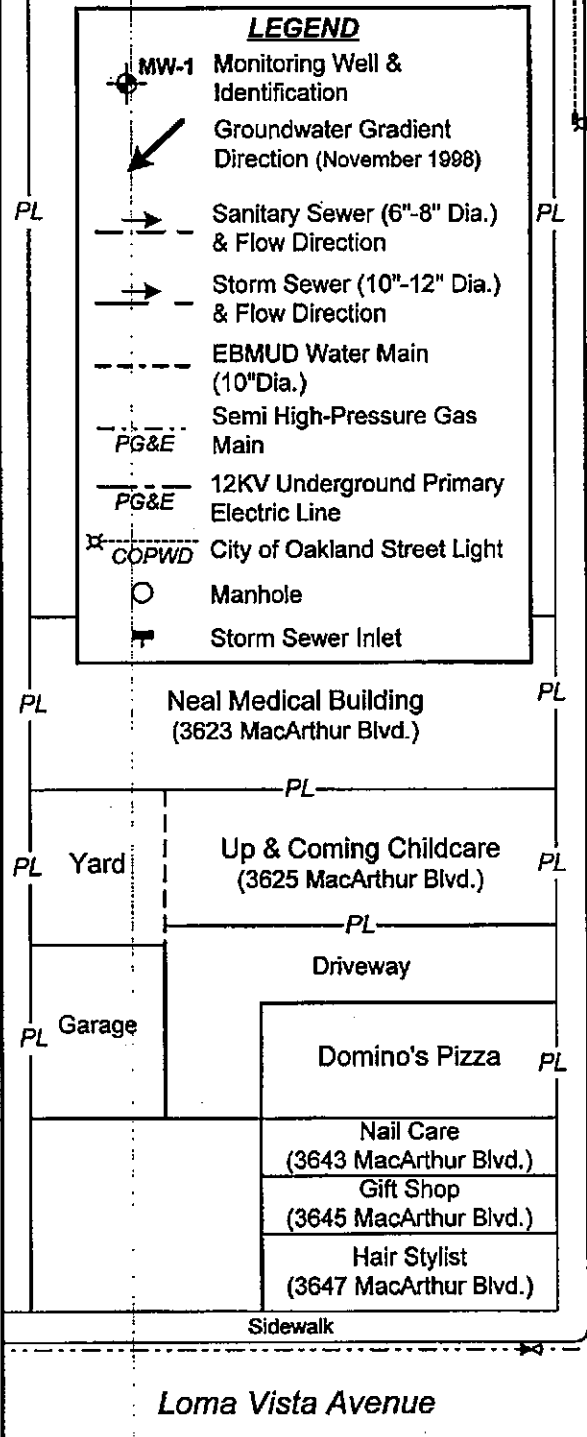 LEGEND
MW-1 Monitoring Well &
Identification
Groundwater Gradient
Direction (November 1998)
PL
PL
Sanitary Sewer (6"-8" Dia.)
& Flow Direction
Storm Sewer (10"-12" Dia.)
& Flow Direction
EBMUD Water Main
(10"Dia.)
Semi High-Pressure Gas
PG&E Main
12KV Underground Primary
PG&E Electric Line
COPWD City of Oakland Street Light
Manhole
Storm Sewer Inlet
PL
Neal Medical Building
PL
(3623 MacArthur Blvd.)
PL
PL
Yard
Up & Coming Childcare
PL
(3625 MacArthur Blvd.)
PL
Driveway
PL
Garage
Domino's Pizza
PL
Nail Care
(3643 MacArthur Blvd.)
Gift Shop
(3645 MacArthur Blvd.)
Hair Stylist
(3647 MacArthur Blvd.)
Sidewalk
Loma Vista Avenue